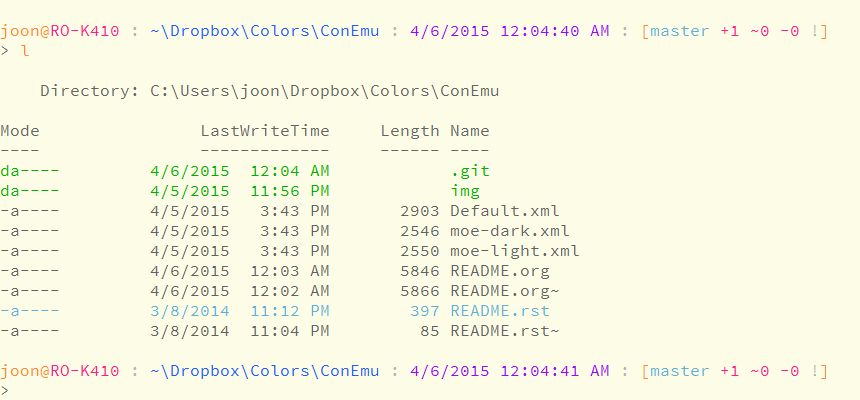 joon@RO-K410 : ~\Dropbox\Colors\ConEmu : 4/6/2015 12:04:40 AM : [master +1 ~0 -0 !]
> l
    Directory: C:\Users\joon\Dropbox\Colors\ConEmu
Mode                LastWriteTime     Length Name
----                -------------     ------ ----
da----         4/6/2015  12:04 AM            .git
da----         4/5/2015  11:56 PM            img
-a----         4/5/2015   3:43 PM       2903 Default.xml
-a----         4/5/2015   3:43 PM       2546 moe-dark.xml
-a----         4/5/2015   3:43 PM       2550 moe-light.xml
-a----         4/6/2015  12:03 AM       5846 README.org
-a----         4/6/2015  12:02 AM       5866 README.org~
-a----         3/8/2014  11:12 PM        397 README.rst
-a----         3/8/2014  11:04 PM         85 README.rst~
joon@RO-K410 : ~\Dropbox\Colors\ConEmu : 4/6/2015 12:04:41 AM : [master +1 ~0 -0 !]
>